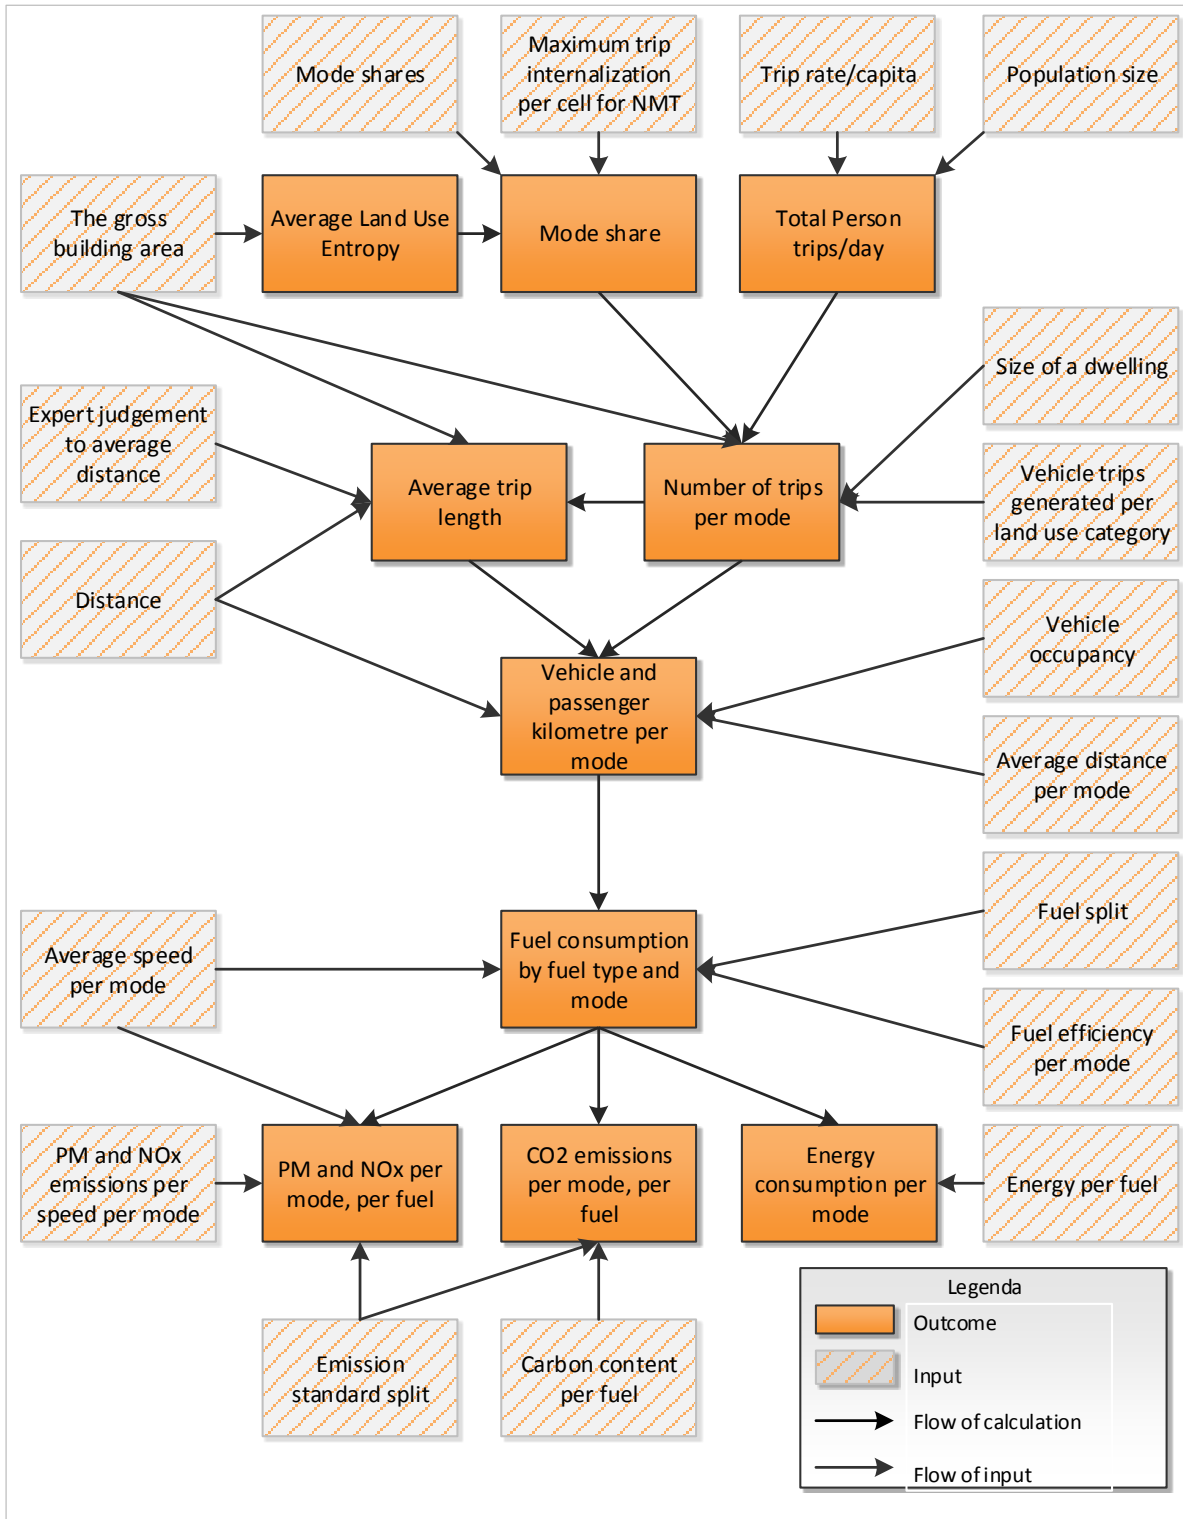 Mode shares
Maximum trip
internalization
per cell for NMT
Trip rate/capita
Population size
The gross
building area
Average Land Use
Entropy
Mode share
Total Person
trips/day
Size of a dwelling
Expert judgement
to average
distance
Average trip
length
Number of trips
per mode
Vehicle trips
generated per
land use category
Distance
Vehicle
occupancy
Vehicle and
passenger
kilometre per
mode
Average distance
per mode
Average speed
per mode
Fuel consumption
by fuel type and
mode
Fuel split
Fuel efficiency
per mode
PM and NOx
emissions per
speed per mode
PM and NOx per
mode, per fuel
CO2 emissions
per mode, per
fuel
Energy
consumption per
mode
Energy per fuel
Emission
standard split
Carbon content
per fuel
Legenda
Outcome
Input
Flow of calculation
Flow of input